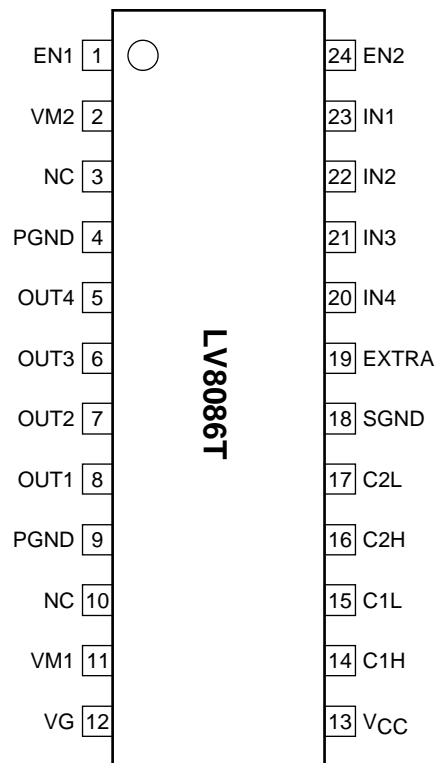 EN1 1 24 EN2
VM2 2 23 IN1
NC 3 22 IN2
PGND 4 21 IN3
OUT4 5 20 IN4
OUT3 6 19 EXTRA
OUT2 7 18 SGND
OUT1 8 17 C2L
PGND 9 16 C2H
NC 10 15 C1L
VM1 11 14 C1H
VG 12 13 VCC
LV8086T